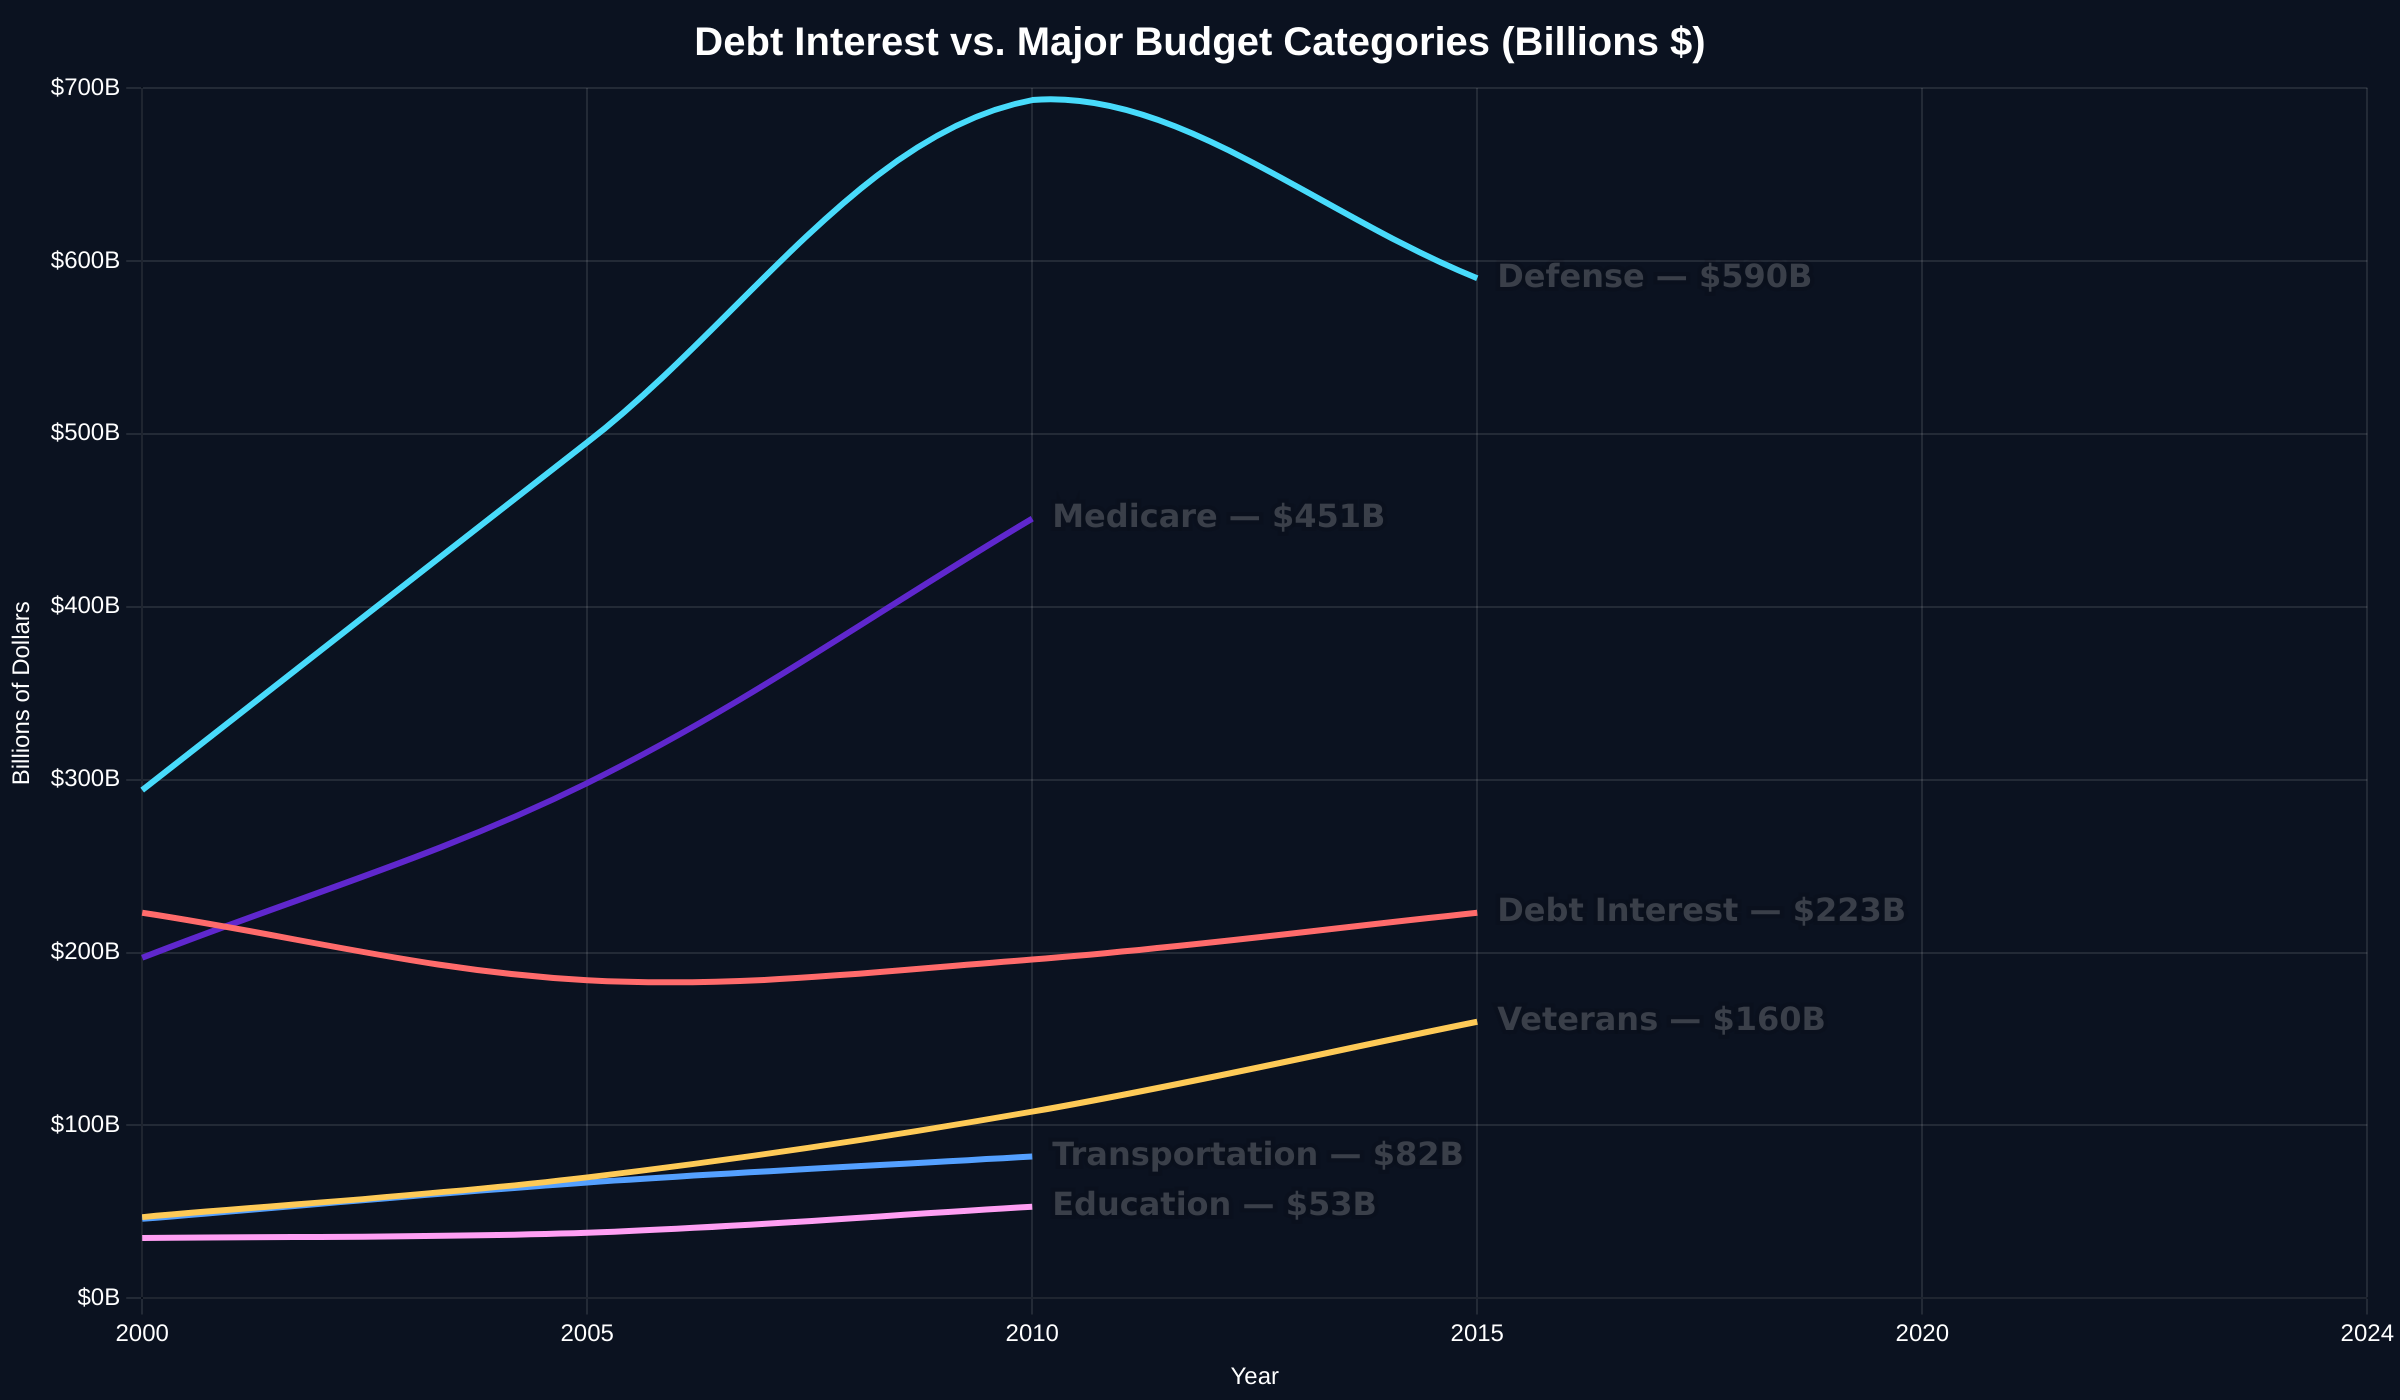 Debt Interest vs. Major Budget Categories (Billions $)
$700B
$600B
$500B
$400B
$300B
$200B
$100B
$0B
Billions of Dollars
Defense — $590B
Medicare — $451B
Debt Interest — $223B
Veterans — $160B
Transportation — $82B
Education — $53B
2000
2005
2010
2015
2020
2024
Year